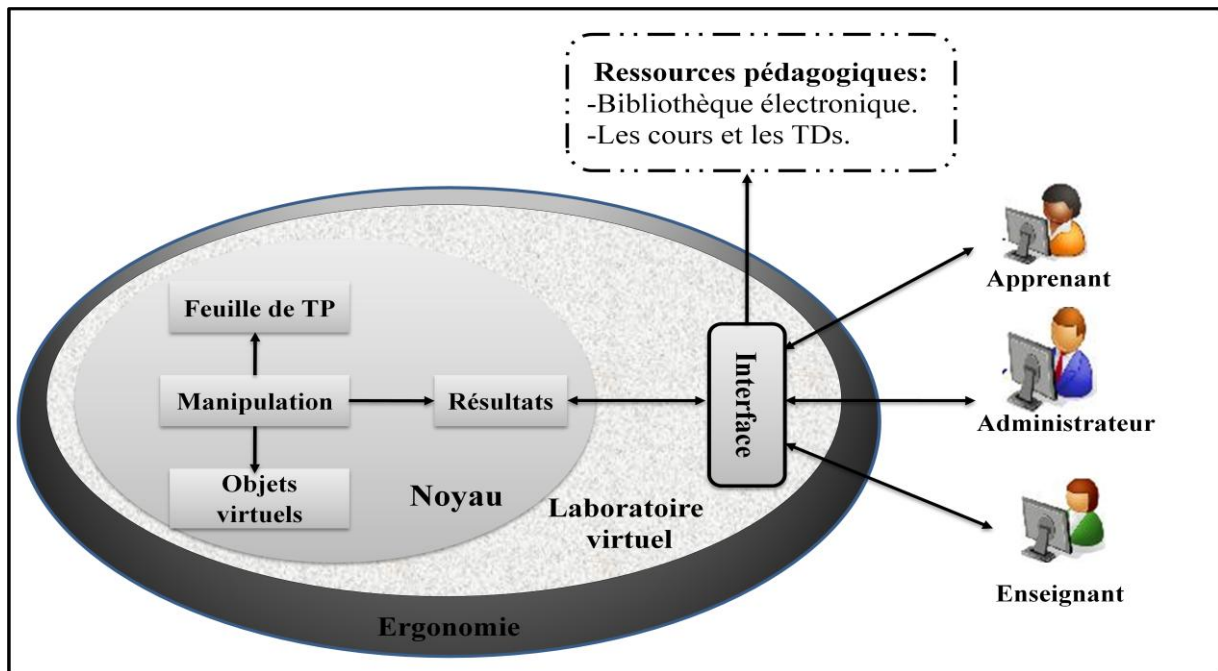 Ressources pédagogiques:
-Bibliothèque électronique.
-Les cours et les TDs.
Apprenant
Administrateur
Enseignant
Feuille de TP
Manipulation
Résultats
Objets
virtuels
Noyau
Laboratoire
virtuel
Interface
Ergonomie